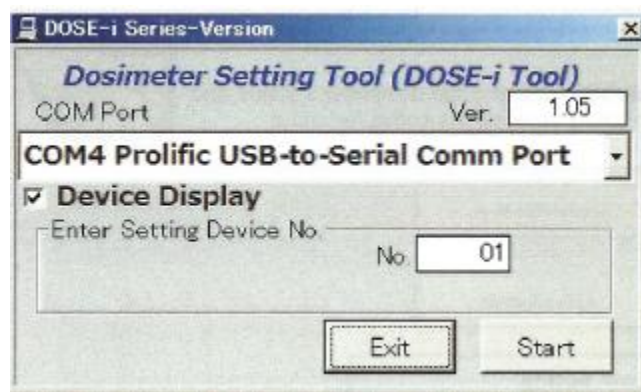 DOSE-i Series-Version
Dosimeter Setting Tool (DOSE-i Tool)
COM Port Ver. 1.05
COM4 Prolific USB-to-Serial Comm Port
Device Display
Enter Setting Device No.
No. 01
Exit Start